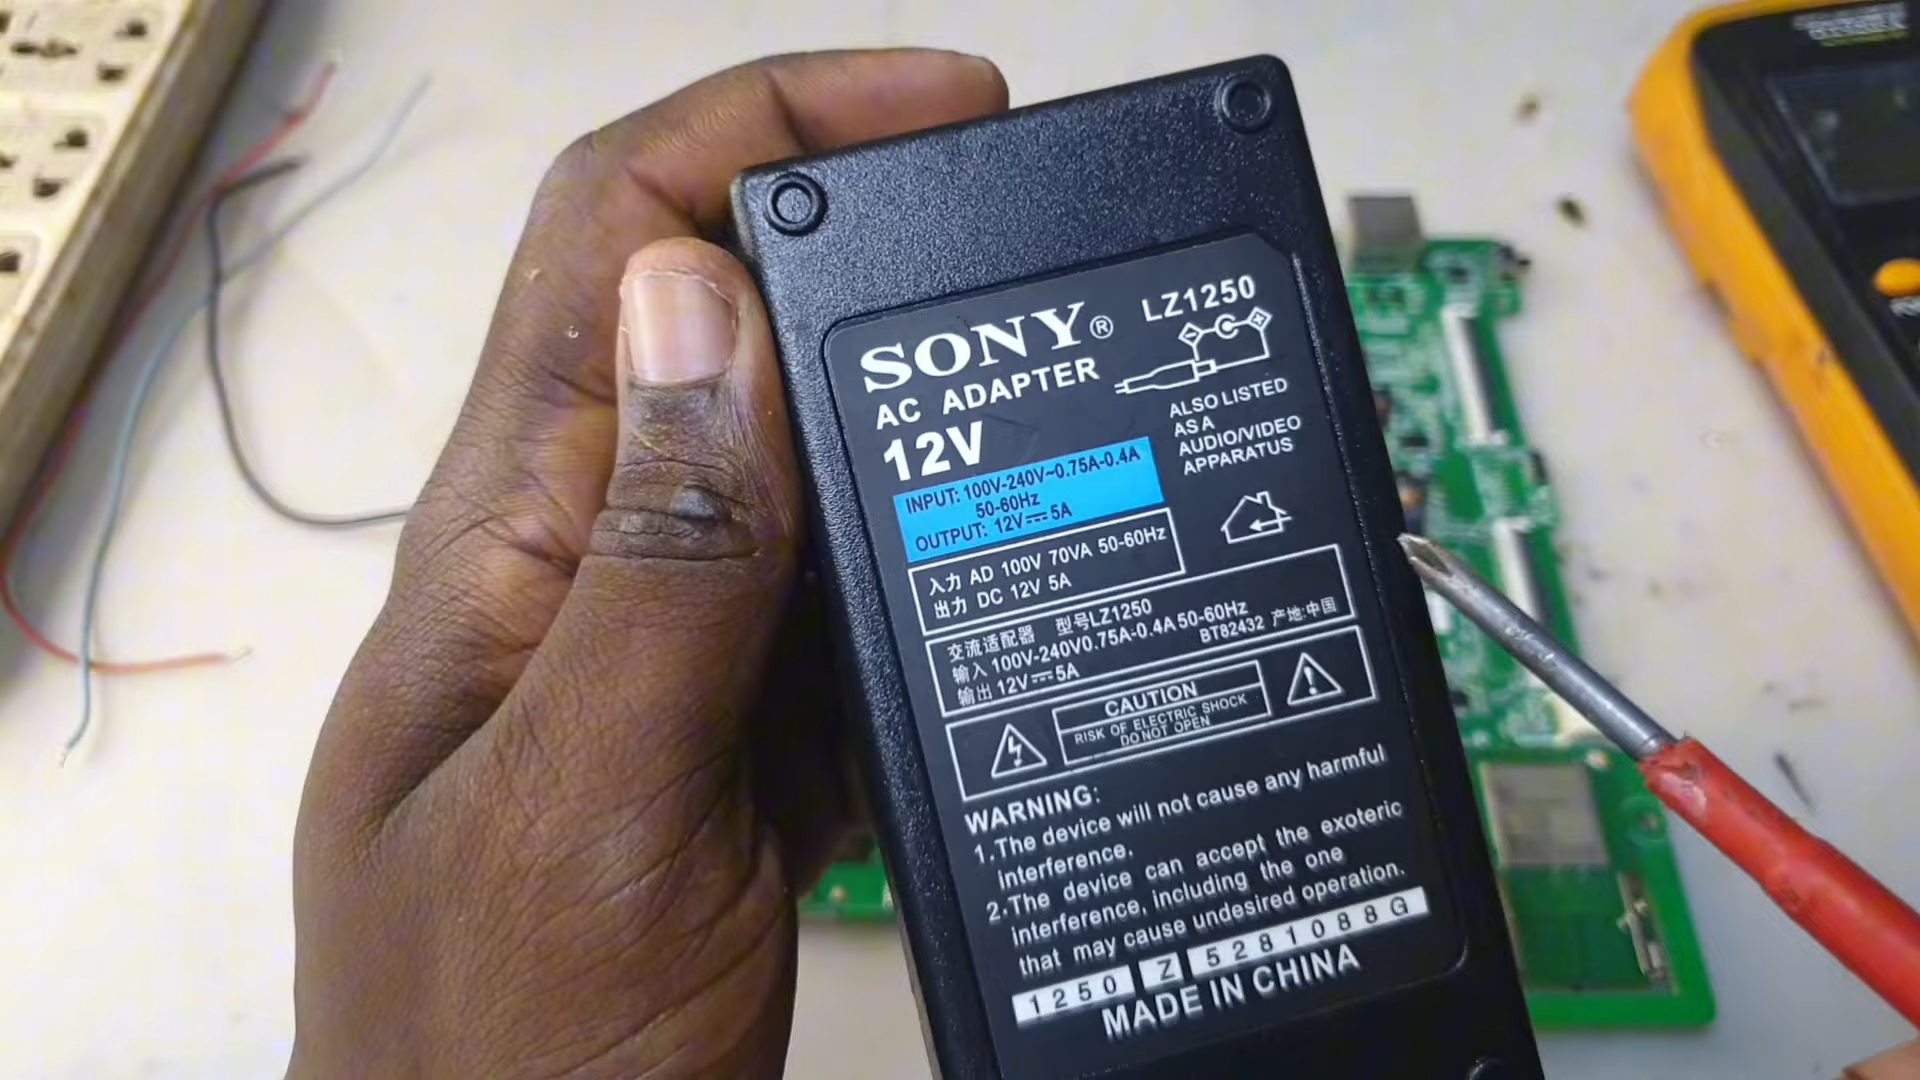 SONY® LZ1250
AC ADAPTER
12V
ALSO LISTED
AS A
AUDIO/VIDEO
APPARATUS
INPUT: 100V-240V~0.75A-0.4A
50-60Hz
OUTPUT: 12V⎓5A
入力 AD 100V 70VA 50-60Hz
出力 DC 12V 5A
交流适配器 型号LZ1250
输入 100V-240V0.75A-0.4A 50-60Hz
输出 12V⎓5A BT82432 产地:中国
CAUTION
RISK OF ELECTRIC SHOCK
DO NOT OPEN
WARNING:
1.The device will not cause any harmful
interference.
2.The device can accept the exoteric
interference, including the one
that may cause undesired operation.
1250 Z 5281088G
MADE IN CHINA